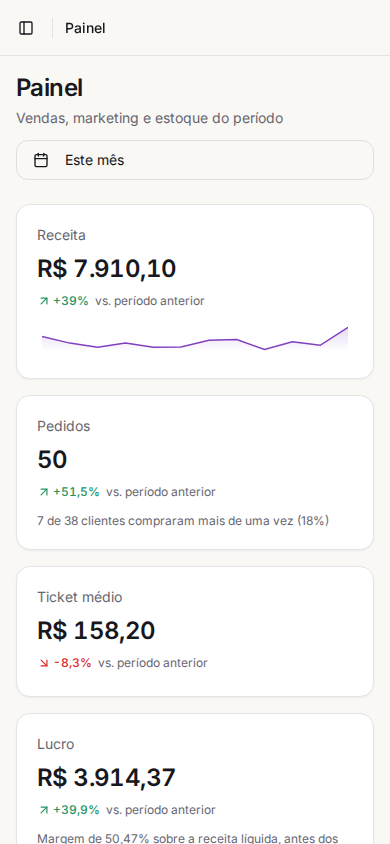 Painel
Painel
Vendas, marketing e estoque do período
Este mês
Receita
R$ 7.910,10
+39% vs. período anterior
Pedidos
50
+51,5% vs. período anterior
7 de 38 clientes compraram mais de uma vez (18%)
Ticket médio
R$ 158,20
-8,3% vs. período anterior
Lucro
R$ 3.914,37
+39,9% vs. período anterior
Margem de 50,47% sobre a receita líquida, antes dos